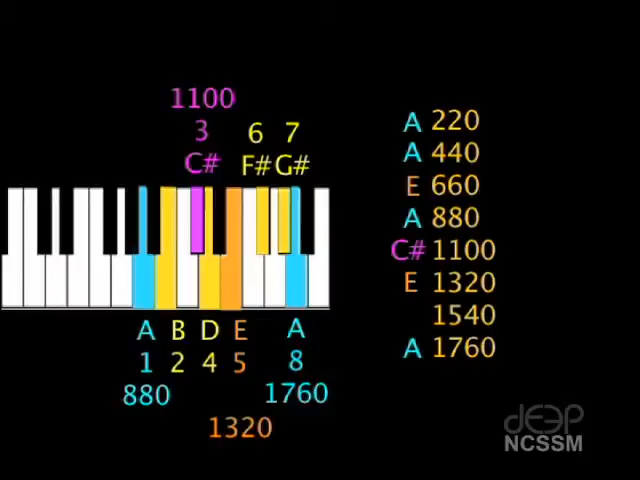 1100
3
C#
6 7
F# G#
A B D E A
1 2 4 5 8
880 1760
1320
A 220
A 440
E 660
A 880
C# 1100
E 1320
1540
A 1760
deep
NCSSM